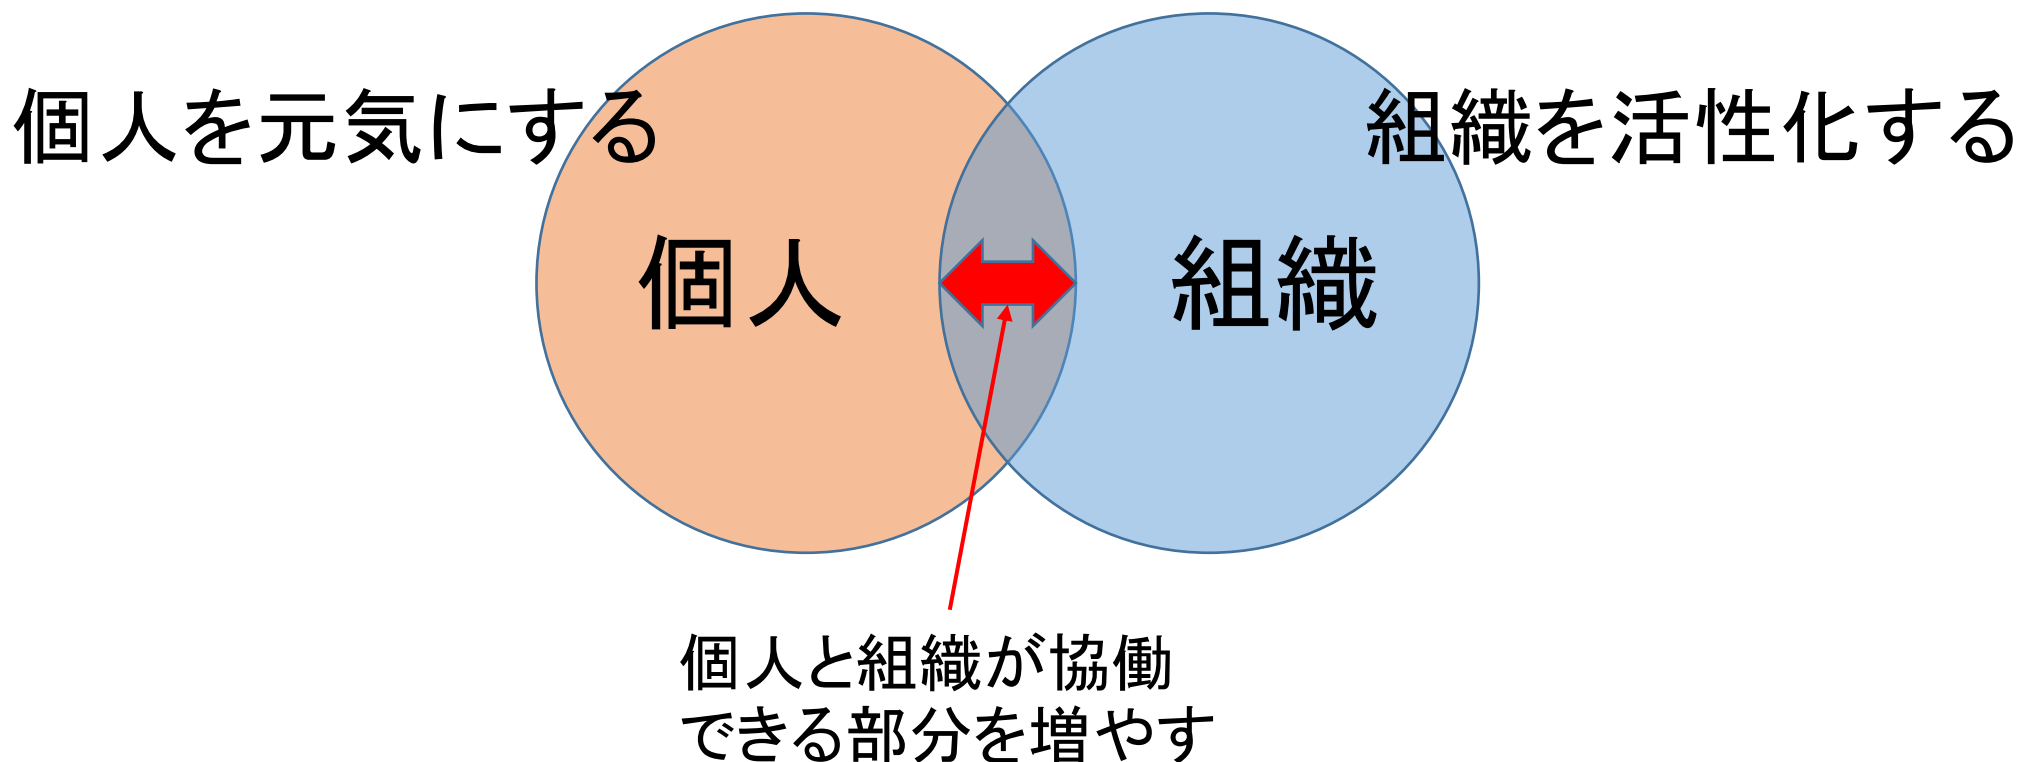 個人を元気にする
組織を活性化する
個人
組織
個人と組織が協働
できる部分を増やす